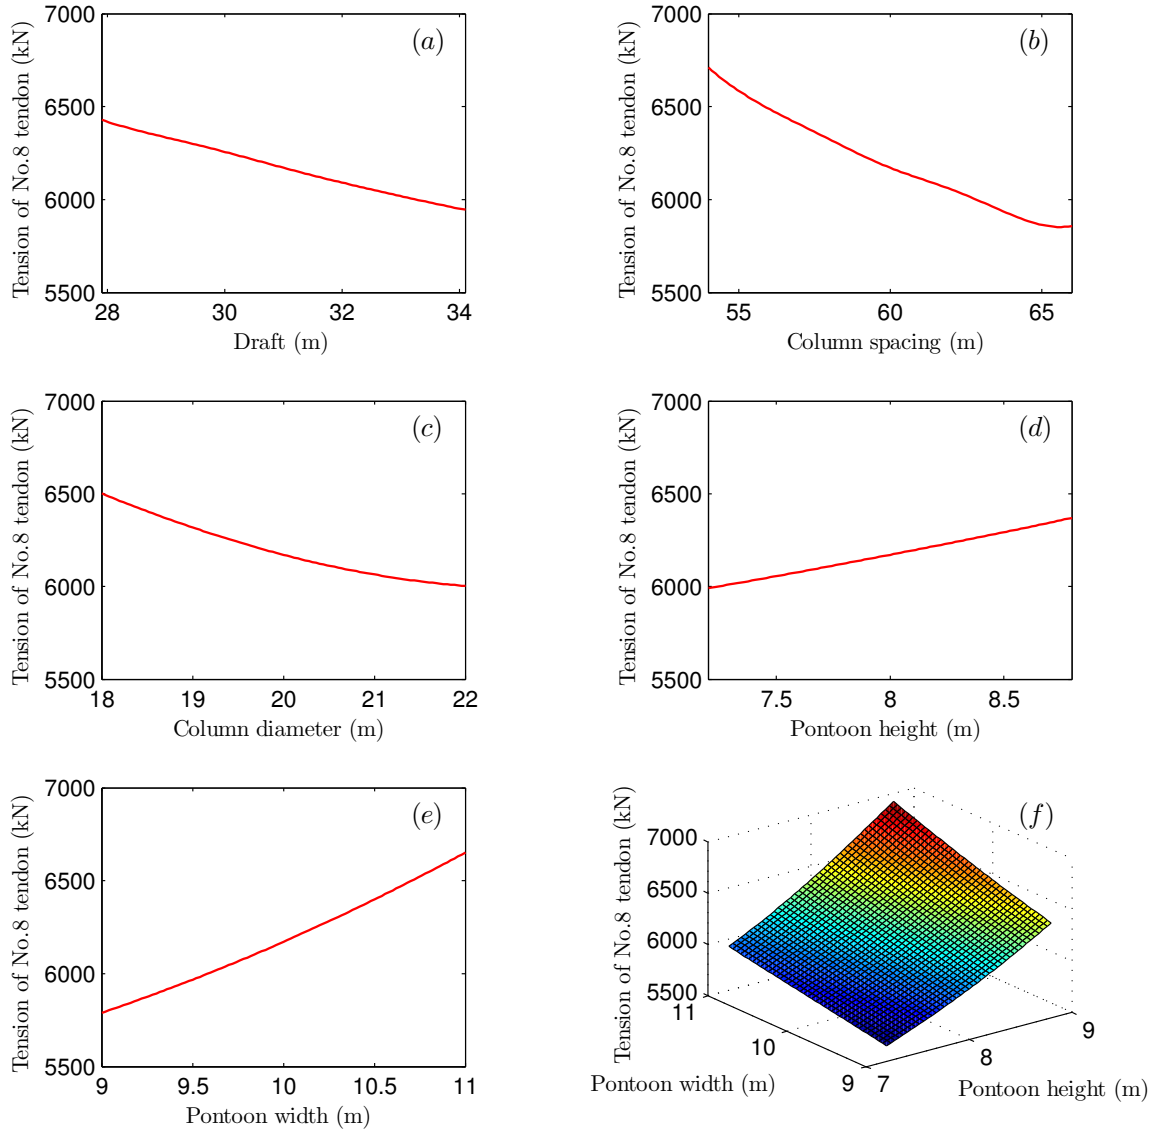 7000
6500
6000
5500
28 30 32 34
Draft (m)
Tension of No.8 tendon (kN)
(a)
7000
6500
6000
5500
55 60 65
Column spacing (m)
Tension of No.8 tendon (kN)
(b)
7000
6500
6000
5500
18 19 20 21 22
Column diameter (m)
Tension of No.8 tendon (kN)
(c)
7000
6500
6000
5500
7.5 8 8.5
Pontoon height (m)
Tension of No.8 tendon (kN)
(d)
7000
6500
6000
5500
9 9.5 10 10.5 11
Pontoon width (m)
Tension of No.8 tendon (kN)
(e)
7000
6500
6000
5500
11 10 9
7 8 9
Pontoon width (m)
Pontoon height (m)
Tension of No.8 tendon (kN)
(f)